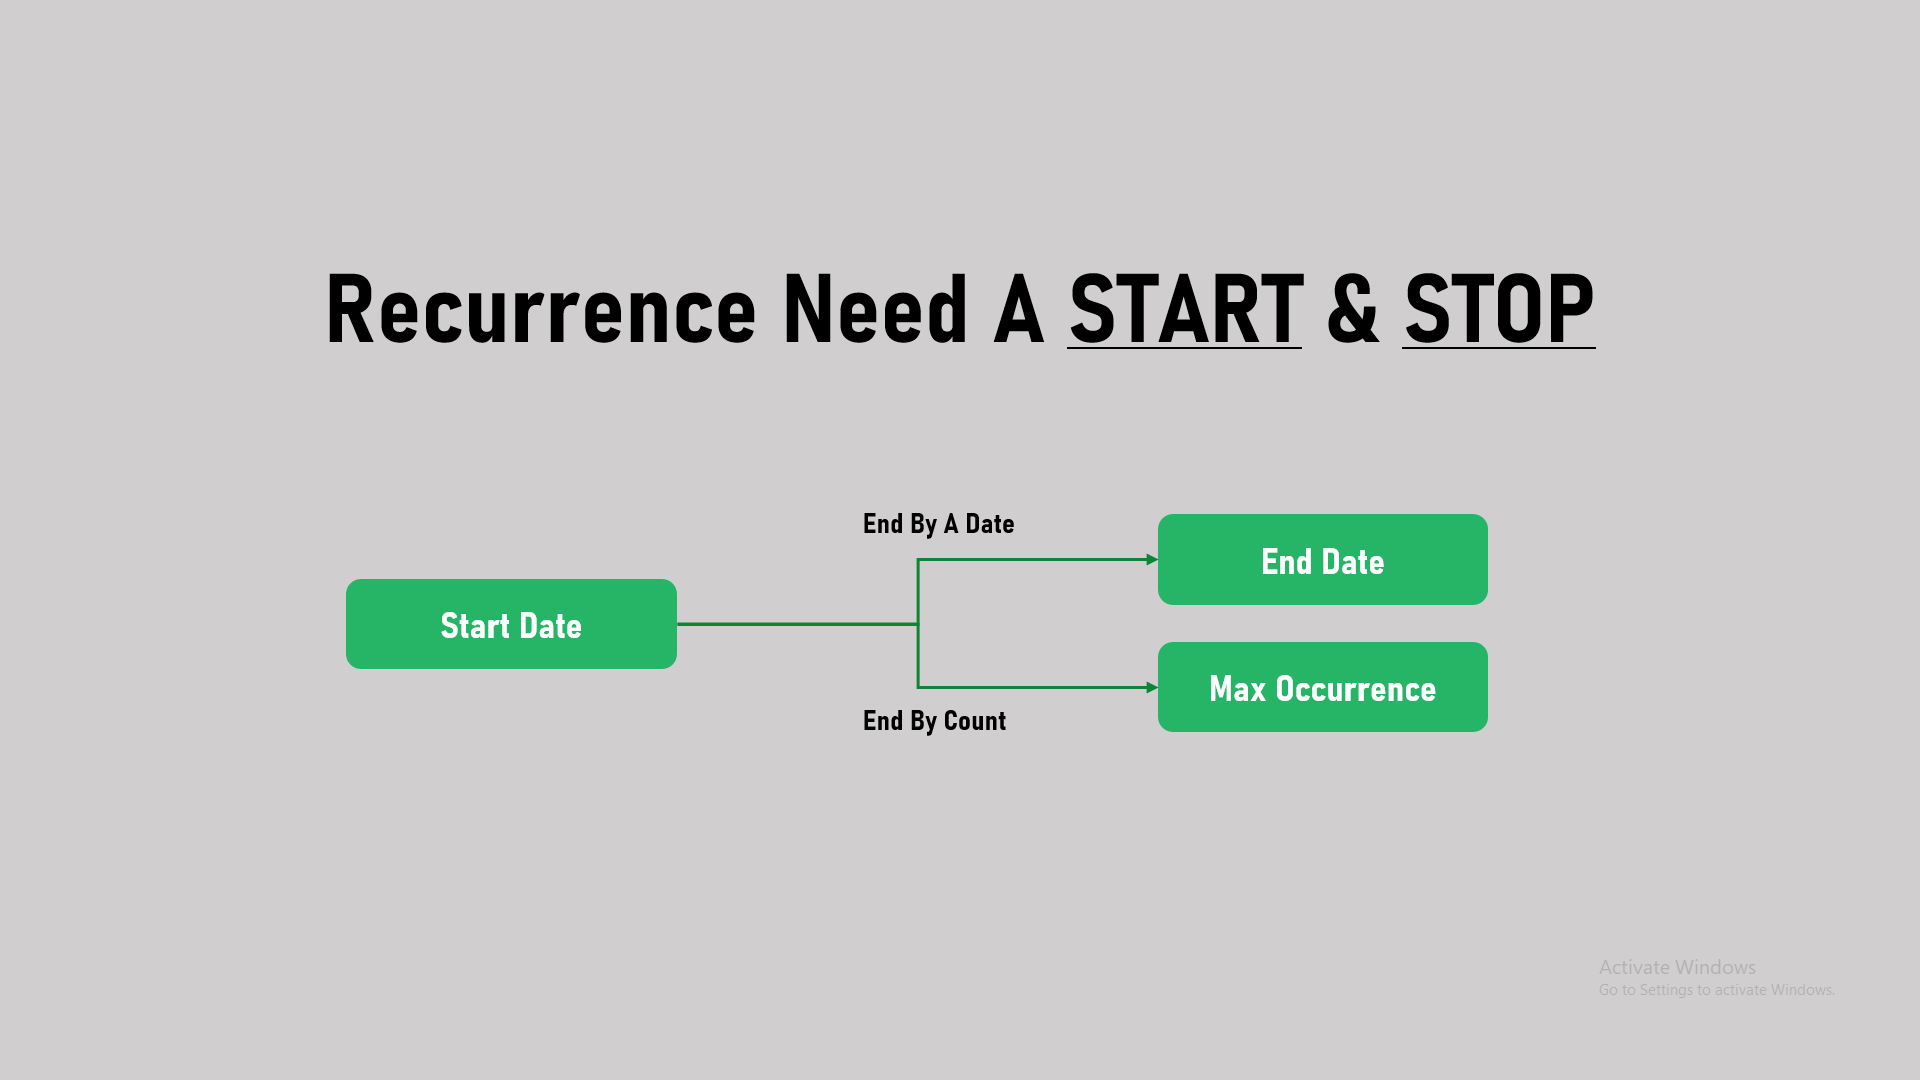 Recurrence Need A START & STOP
End By A Date
End Date
Start Date
Max Occurrence
End By Count
Activate Windows
Go to Settings to activate Windows.